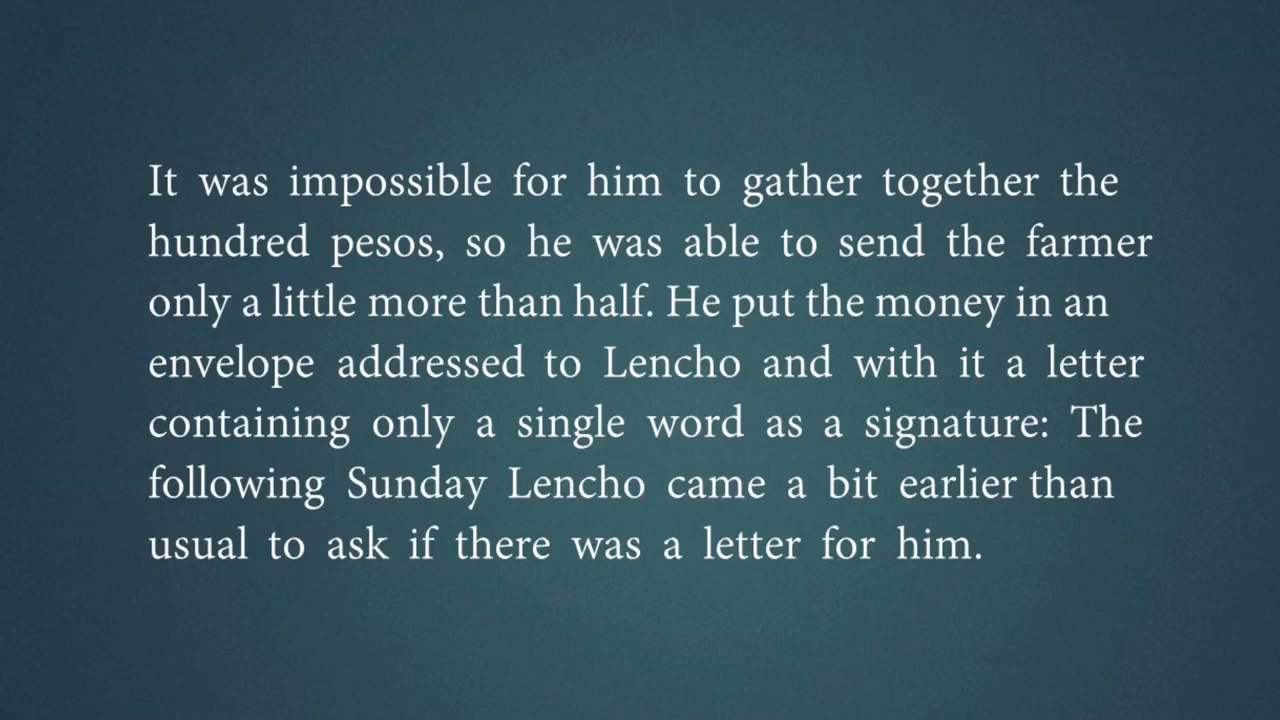 It was impossible for him to gather together the
hundred pesos, so he was able to send the farmer
only a little more than half. He put the money in an
envelope addressed to Lencho and with it a letter
containing only a single word as a signature: The
following Sunday Lencho came a bit earlier than
usual to ask if there was a letter for him.